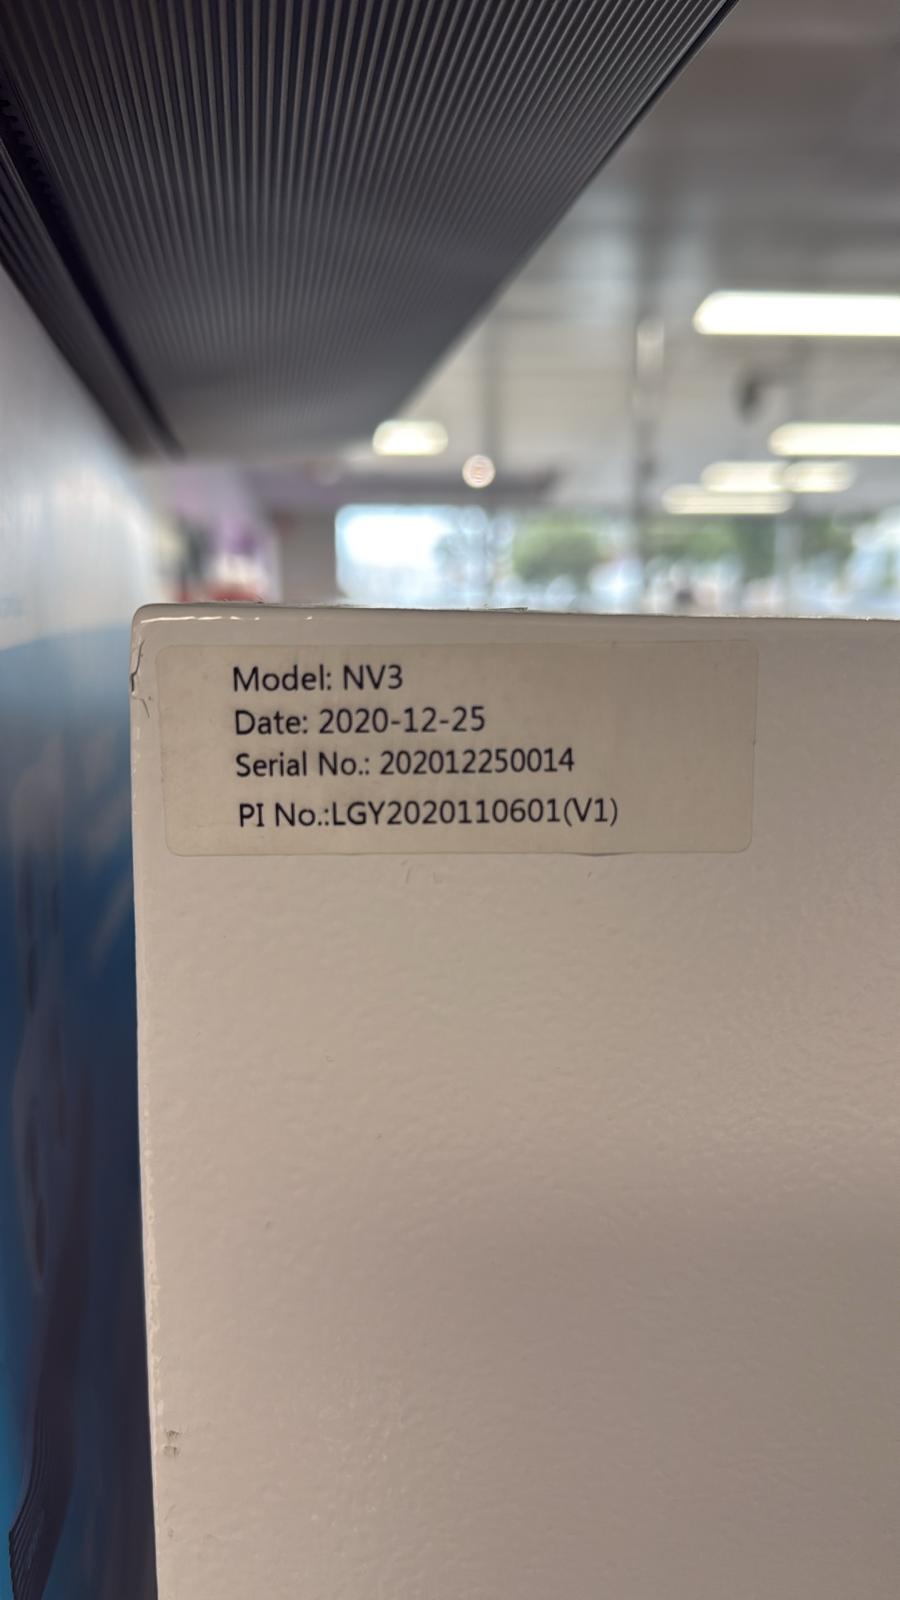 Model: NV3
Date: 2020-12-25
Serial No.: 202012250014
PI No.:LGY2020110601(V1)